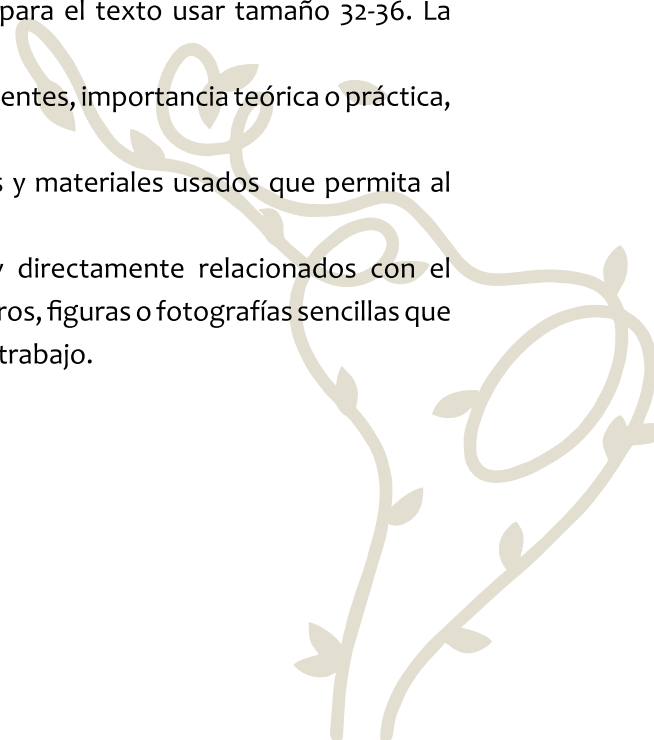 para el texto usar tamaño 32-36. La
entes, importancia teórica o práctica,
s y materiales usados que permita al
y directamente relacionados con el
ros, figuras o fotografías sencillas que
trabajo.